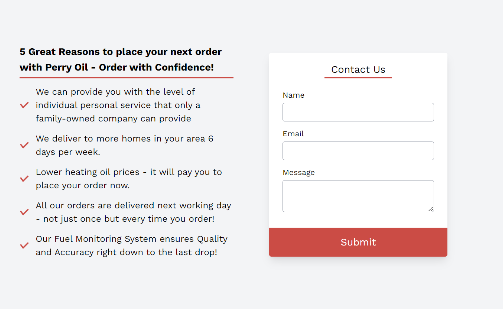 5 Great Reasons to place your next order
with Perry Oil - Order with Confidence!
We can provide you with the level of
individual personal service that only a
family-owned company can provide
We deliver to more homes in your area 6
days per week.
Lower heating oil prices - it will pay you to
place your order now.
All our orders are delivered next working day
- not just once but every time you order!
Our Fuel Monitoring System ensures Quality
and Accuracy right down to the last drop!
Contact Us
Name
Email
Message
Submit